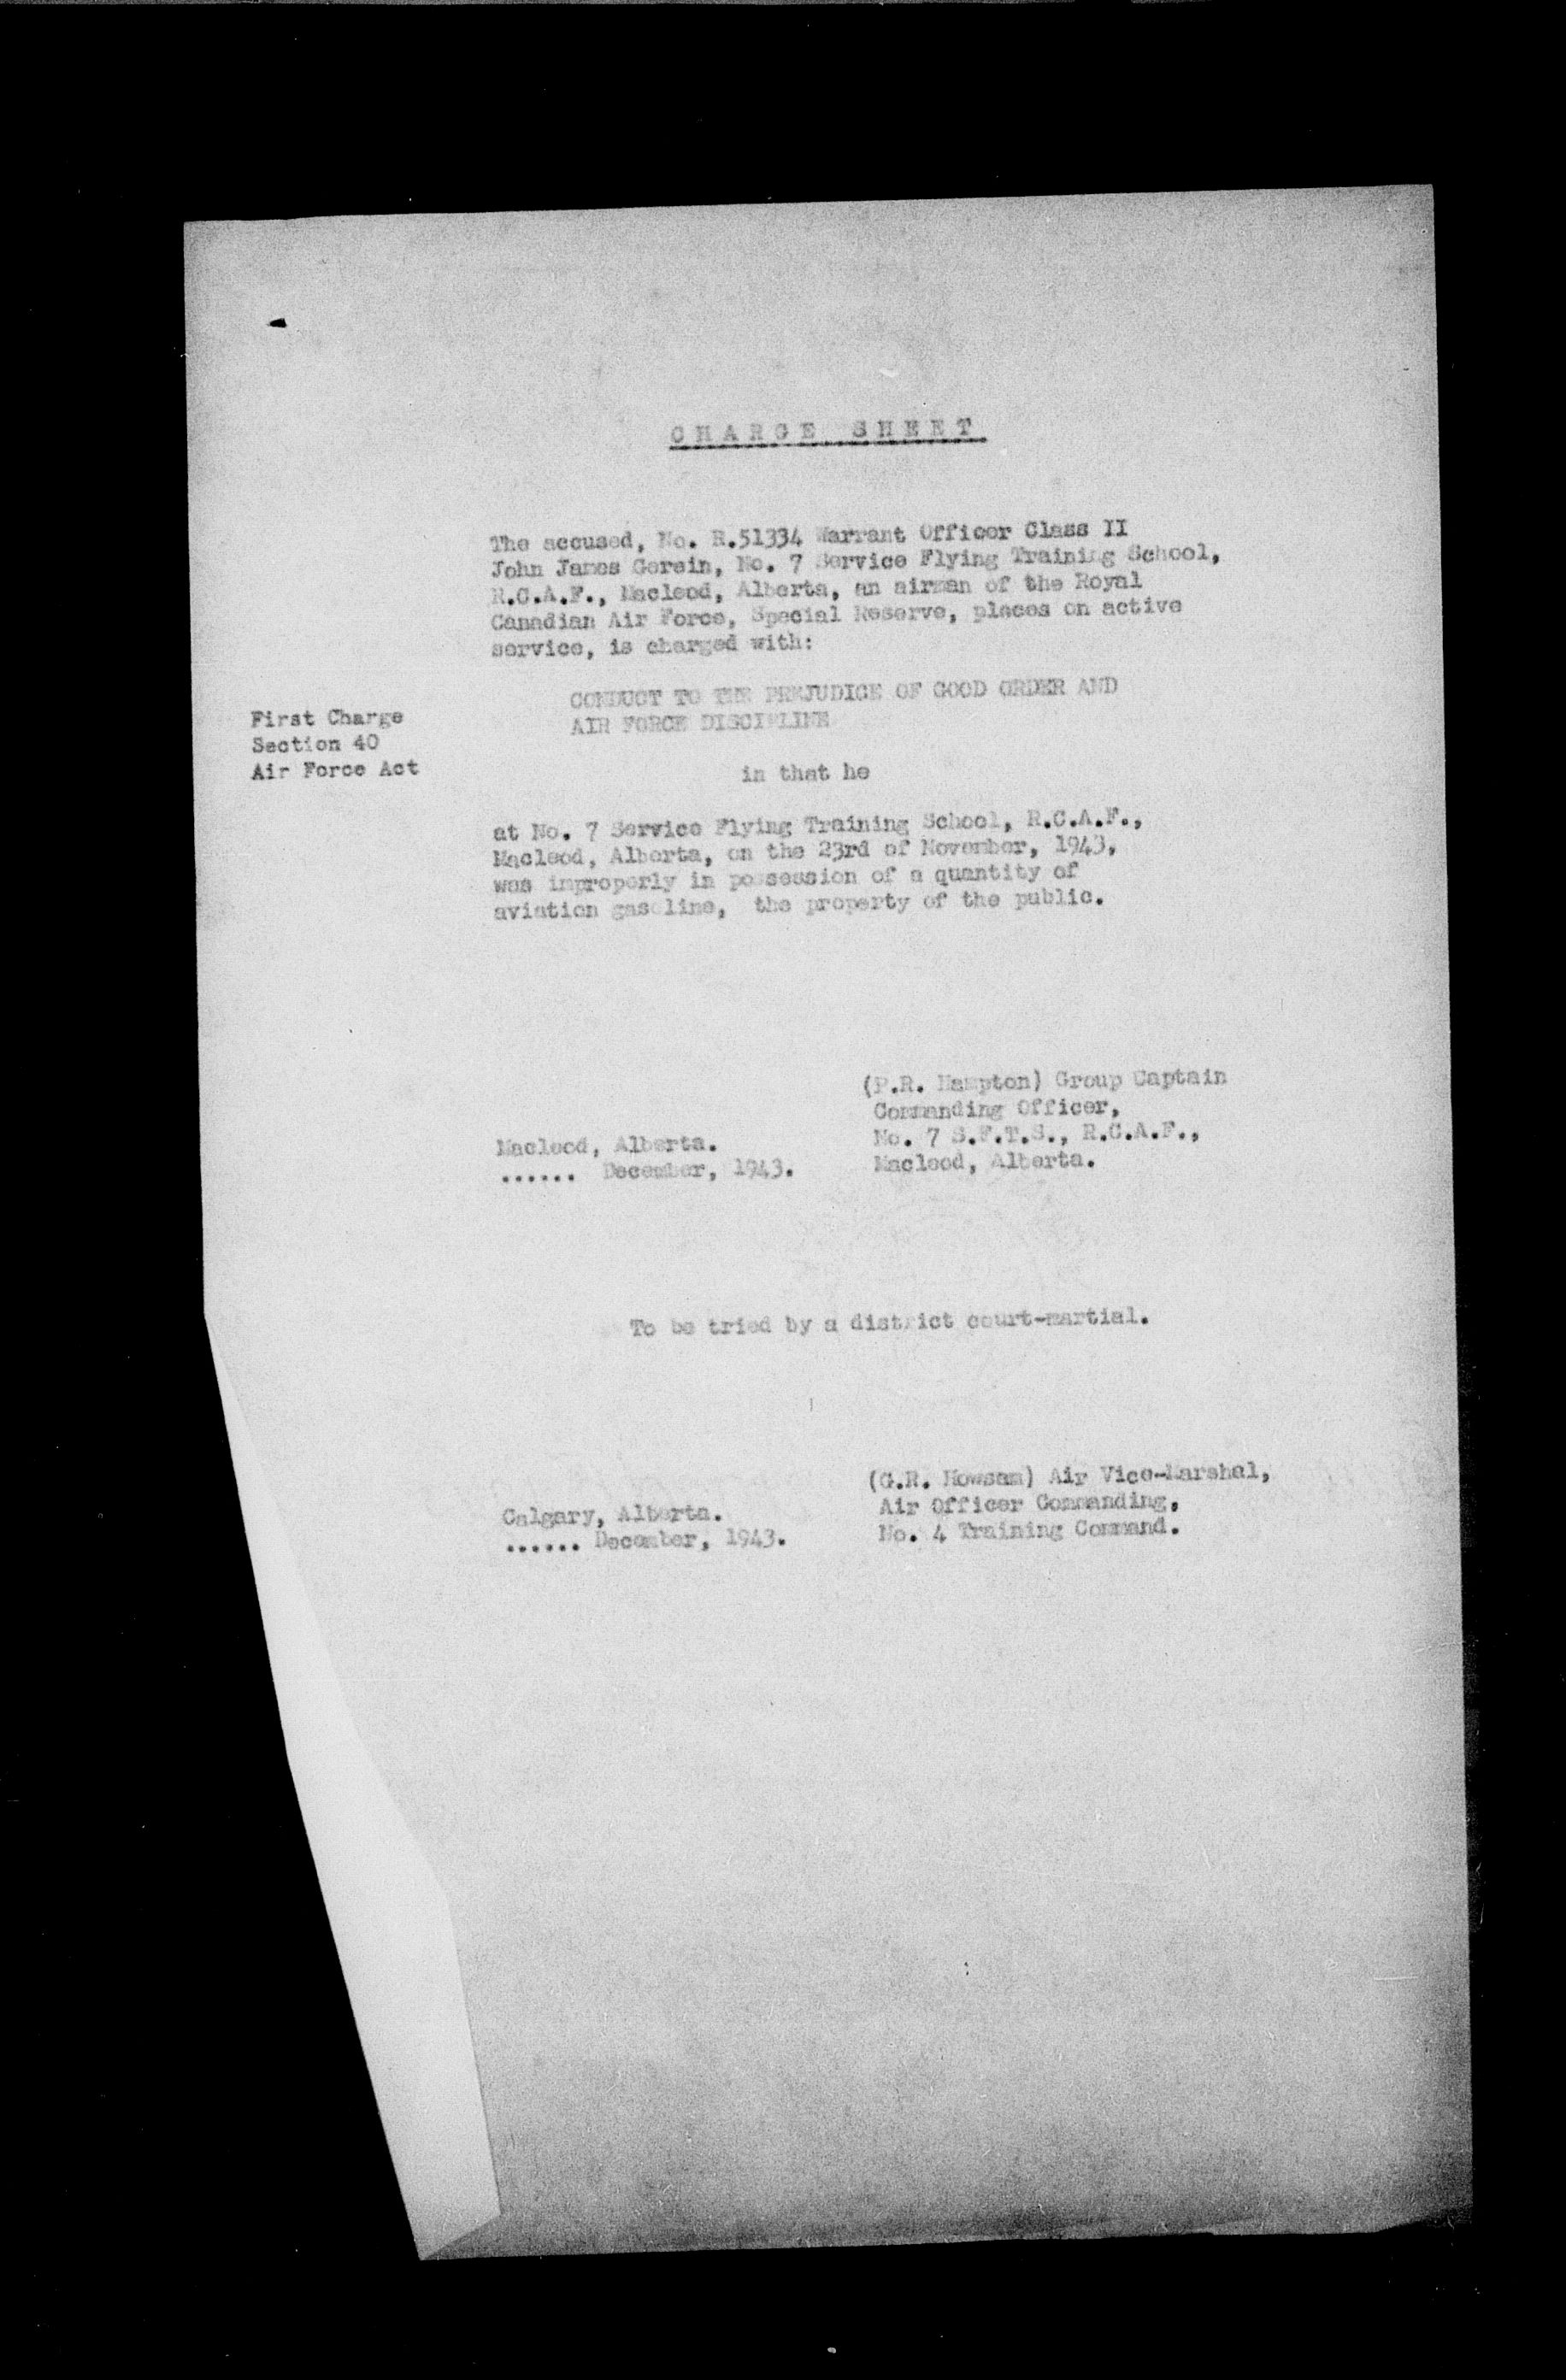 CHARGE SHEET
The accused, No. R.51334 Warrant Officer Class II
John James Gerein, No. 7 Service Flying Training School,
R.C.A.F., Macleod, Alberta, an airman of the Royal
Canadian Air Force, Special Reserve, places on active
service, is charged with:
First Charge
Section 40
Air Force Act
CONDUCT TO THE PREJUDICE OF GOOD ORDER AND
AIR FORCE DISCIPLINE
in that he
at No. 7 Service Flying Training School, R.C.A.F.,
Macleod, Alberta, on the 23rd of November, 1943,
was improperly in possession of a quantity of
aviation gasoline, the property of the public.
(P.R. Hampton) Group Captain
Commanding Officer,
No. 7 S.F.T.S., R.C.A.F.,
Macleod, Alberta.
Macleod, Alberta.
...... December, 1943.
To be tried by a district court-martial.
(G.R. Howsam) Air Vice-Marshal,
Air Officer Commanding,
No. 4 Training Command.
Calgary, Alberta.
...... December, 1943.